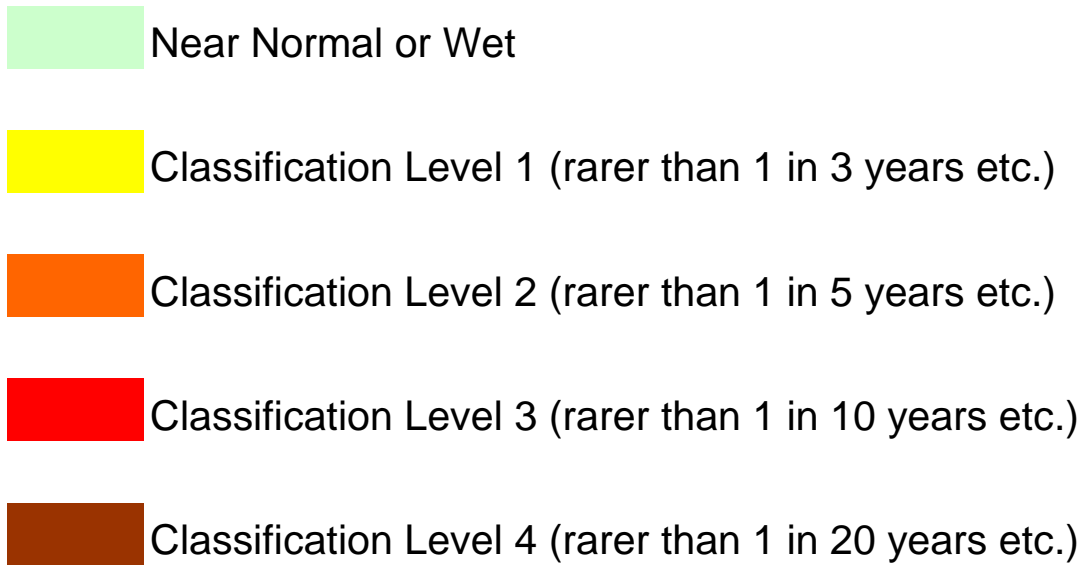 Near Normal or Wet
Classification Level 1 (rarer than 1 in 3 years etc.)
Classification Level 2 (rarer than 1 in 5 years etc.)
Classification Level 3 (rarer than 1 in 10 years etc.)
Classification Level 4 (rarer than 1 in 20 years etc.)